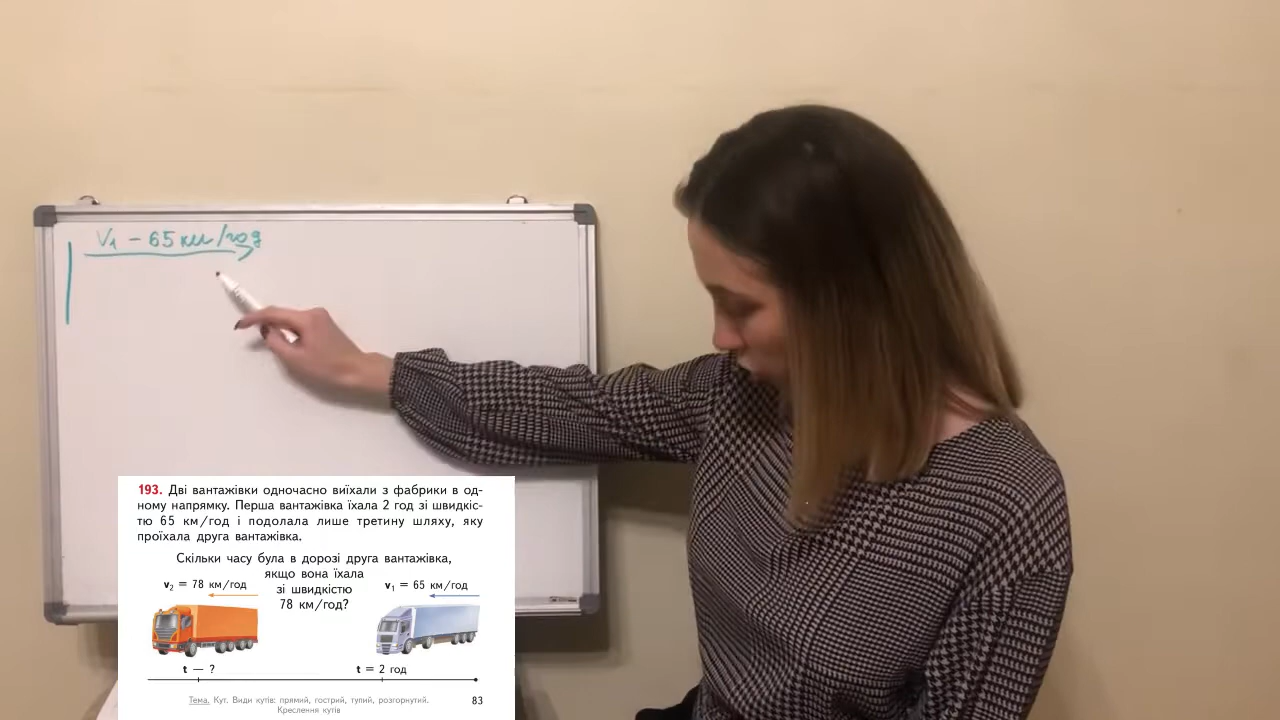 V₁ – 65 км/год
193. Дві вантажівки одночасно виїхали з фабрики в од-
ному напрямку. Перша вантажівка їхала 2 год зі швидкіс-
тю 65 км/год і подолала лише третину шляху, яку
проїхала друга вантажівка.
Скільки часу була в дорозі друга вантажівка,
якщо вона їхала
зі швидкістю
78 км/год?
v₂ = 78 км/год
v₁ = 65 км/год
t — ?
t = 2 год
Тема. Кут. Види кутів: прямий, гострий, тупий, розгорнутий.
Креслення кутів
83